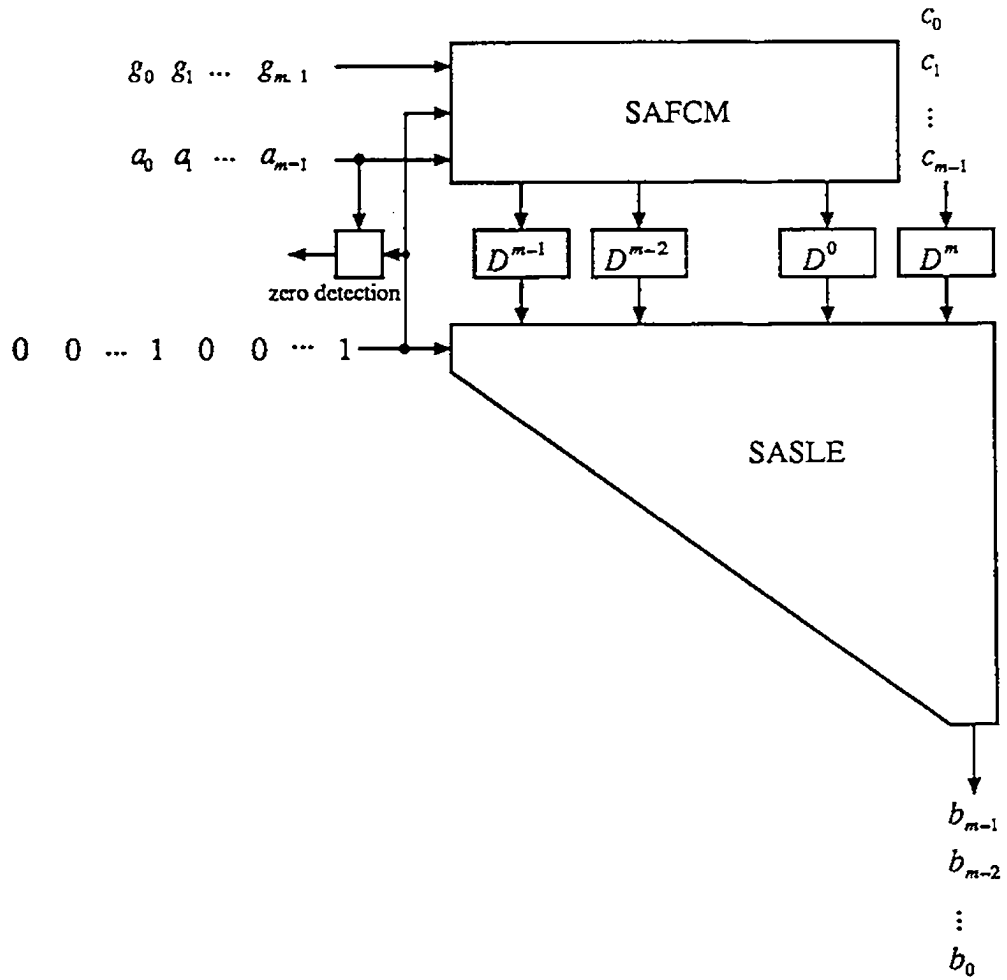 c₀
g₀ g₁ ... gₘ₋₁ c₁
SAFCM ⋮
a₀ a₁ ... aₘ₋₁ cₘ₋₁
Dᵐ⁻¹ Dᵐ⁻² D⁰ Dᵐ
zero detection
0 0 ... 1 0 0 ... 1
SASLE
bₘ₋₁
bₘ₋₂
⋮
b₀